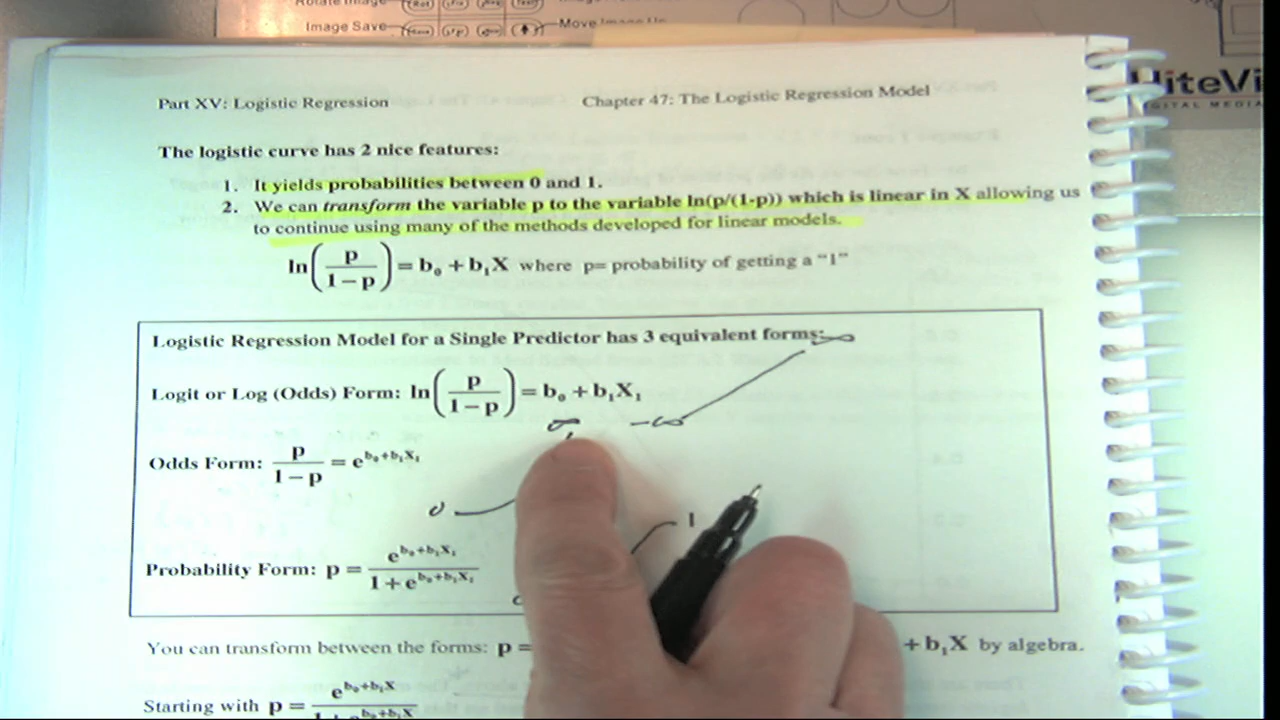 Image Save
Move Image Up
Part XV: Logistic Regression
Chapter 47: The Logistic Regression Model
The logistic curve has 2 nice features:
1. It yields probabilities between 0 and 1.
2. We can transform the variable p to the variable ln(p/(1-p)) which is linear in X allowing us
to continue using many of the methods developed for linear models.
ln(p/(1−p)) = b₀ + b₁X where p= probability of getting a “1”
Logistic Regression Model for a Single Predictor has 3 equivalent forms:
∞
Logit or Log (Odds) Form: ln(p/(1−p)) = b₀ + b₁X₁
−∞
Odds Form: p/(1−p) = e^(b₀+b₁X₁)
0
1
Probability Form: p = e^(b₀+b₁X₁)/(1+e^(b₀+b₁X₁))
You can transform between the forms: p = + b₁X by algebra.
Starting with p = e^(b₀+b₁X)/(1+e^(b₀+b₁X))
DIGITAL MEDIA